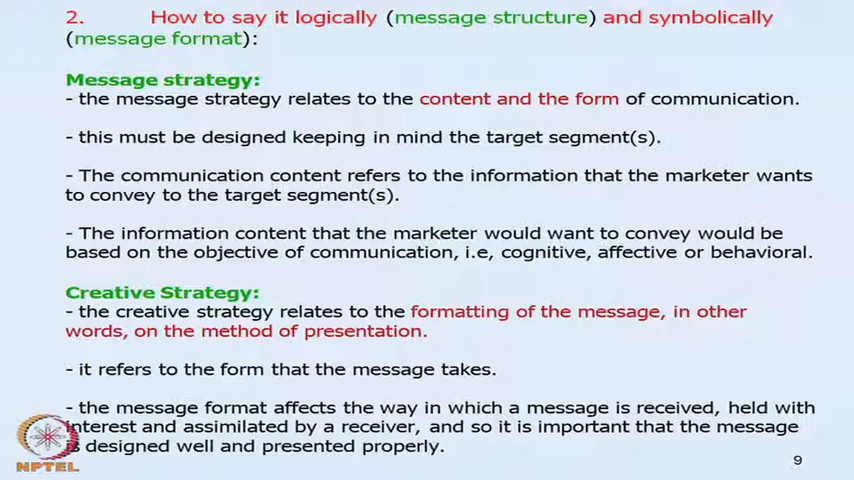 2. How to say it logically (message structure) and symbolically
(message format):
Message strategy:
- the message strategy relates to the content and the form of communication.
- this must be designed keeping in mind the target segment(s).
- The communication content refers to the information that the marketer wants
to convey to the target segment(s).
- The information content that the marketer would want to convey would be
based on the objective of communication, i.e, cognitive, affective or behavioral.
Creative Strategy:
- the creative strategy relates to the formatting of the message, in other
words, on the method of presentation.
- it refers to the form that the message takes.
- the message format affects the way in which a message is received, held with
interest and assimilated by a receiver, and so it is important that the message
is designed well and presented properly.
NPTEL
9